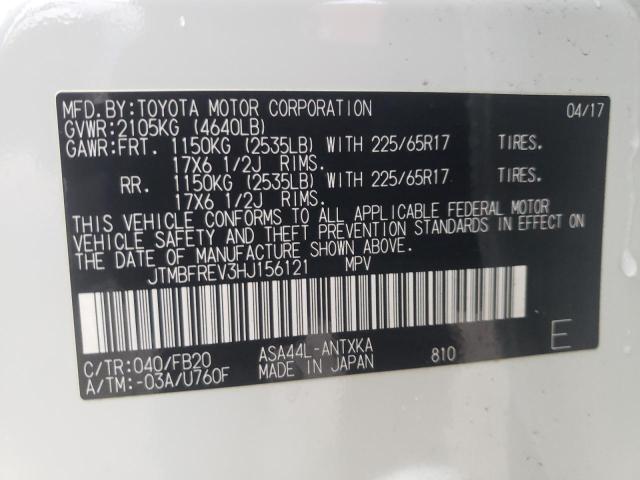 MFD.BY:TOYOTA MOTOR CORPORATION 04/17
GVWR:2105KG (4640LB)
GAWR:FRT. 1150KG (2535LB) WITH 225/65R17 TIRES.
17X6 1/2J RIMS.
RR. 1150KG (2535LB) WITH 225/65R17 TIRES.
17X6 1/2J RIMS.
THIS VEHICLE CONFORMS TO ALL APPLICABLE FEDERAL MOTOR
VEHICLE SAFETY AND THEFT PREVENTION STANDARDS IN EFFECT
ON THE DATE OF MANUFACTURE SHOWN ABOVE.
JTMBFREV3HJ156121 MPV
C/TR:040/FB20 ASA44L-ANTXKA 810 E
A/TM:-03A/U760F MADE IN JAPAN